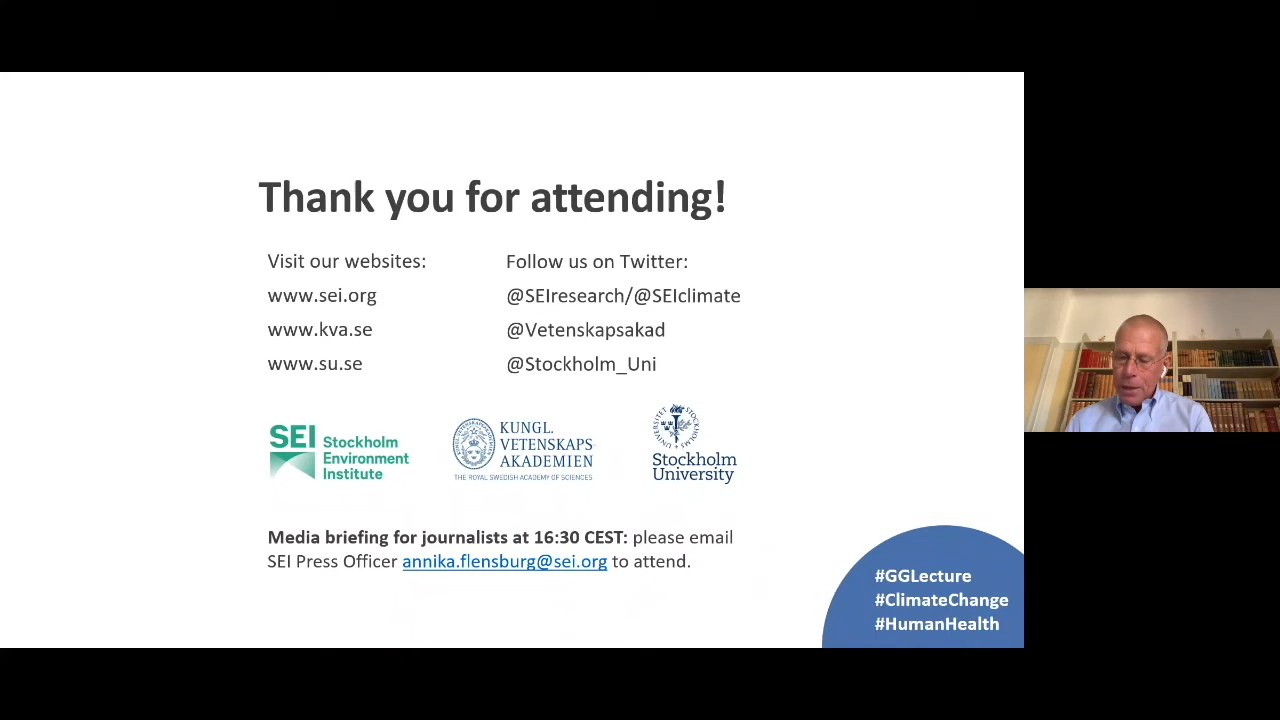 Thank you for attending!
Visit our websites:
www.sei.org
www.kva.se
www.su.se
Follow us on Twitter:
@SEIresearch/@SEIclimate
@Vetenskapsakad
@Stockholm_Uni
SEI Stockholm
Environment
Institute
KUNGL.
VETENSKAPS
AKADEMIEN
THE ROYAL SWEDISH ACADEMY OF SCIENCES
Stockholm
University
Media briefing for journalists at 16:30 CEST: please email
SEI Press Officer annika.flensburg@sei.org to attend.
#GGLecture
#ClimateChange
#HumanHealth